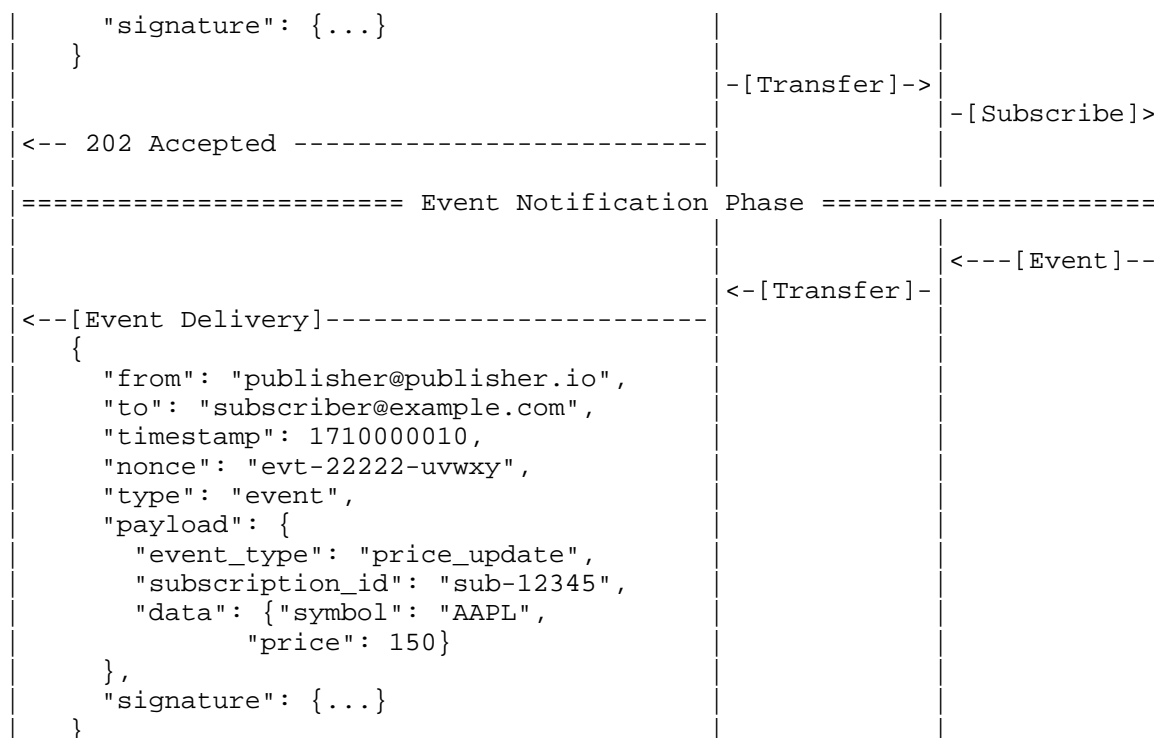 |     "signature": {...}                     |             |
|   }                                        |             |
|                                            |-[Transfer]->|
|                                            |             |-[Subscribe]>
|<-- 202 Accepted --------------------------|             |
|                                            |             |
|======================== Event Notification Phase =====================
|                                            |             |
|                                            |             |<---[Event]--
|                                            |<-[Transfer]-|
|<--[Event Delivery]------------------------|             |
|   {                                        |             |
|     "from": "publisher@publisher.io",      |             |
|     "to": "subscriber@example.com",        |             |
|     "timestamp": 1710000010,               |             |
|     "nonce": "evt-22222-uvwxy",            |             |
|     "type": "event",                       |             |
|     "payload": {                           |             |
|       "event_type": "price_update",        |             |
|       "subscription_id": "sub-12345",      |             |
|       "data": {"symbol": "AAPL",           |             |
|              "price": 150}                 |             |
|     },                                     |             |
|     "signature": {...}                     |             |
|   }                                        |             |